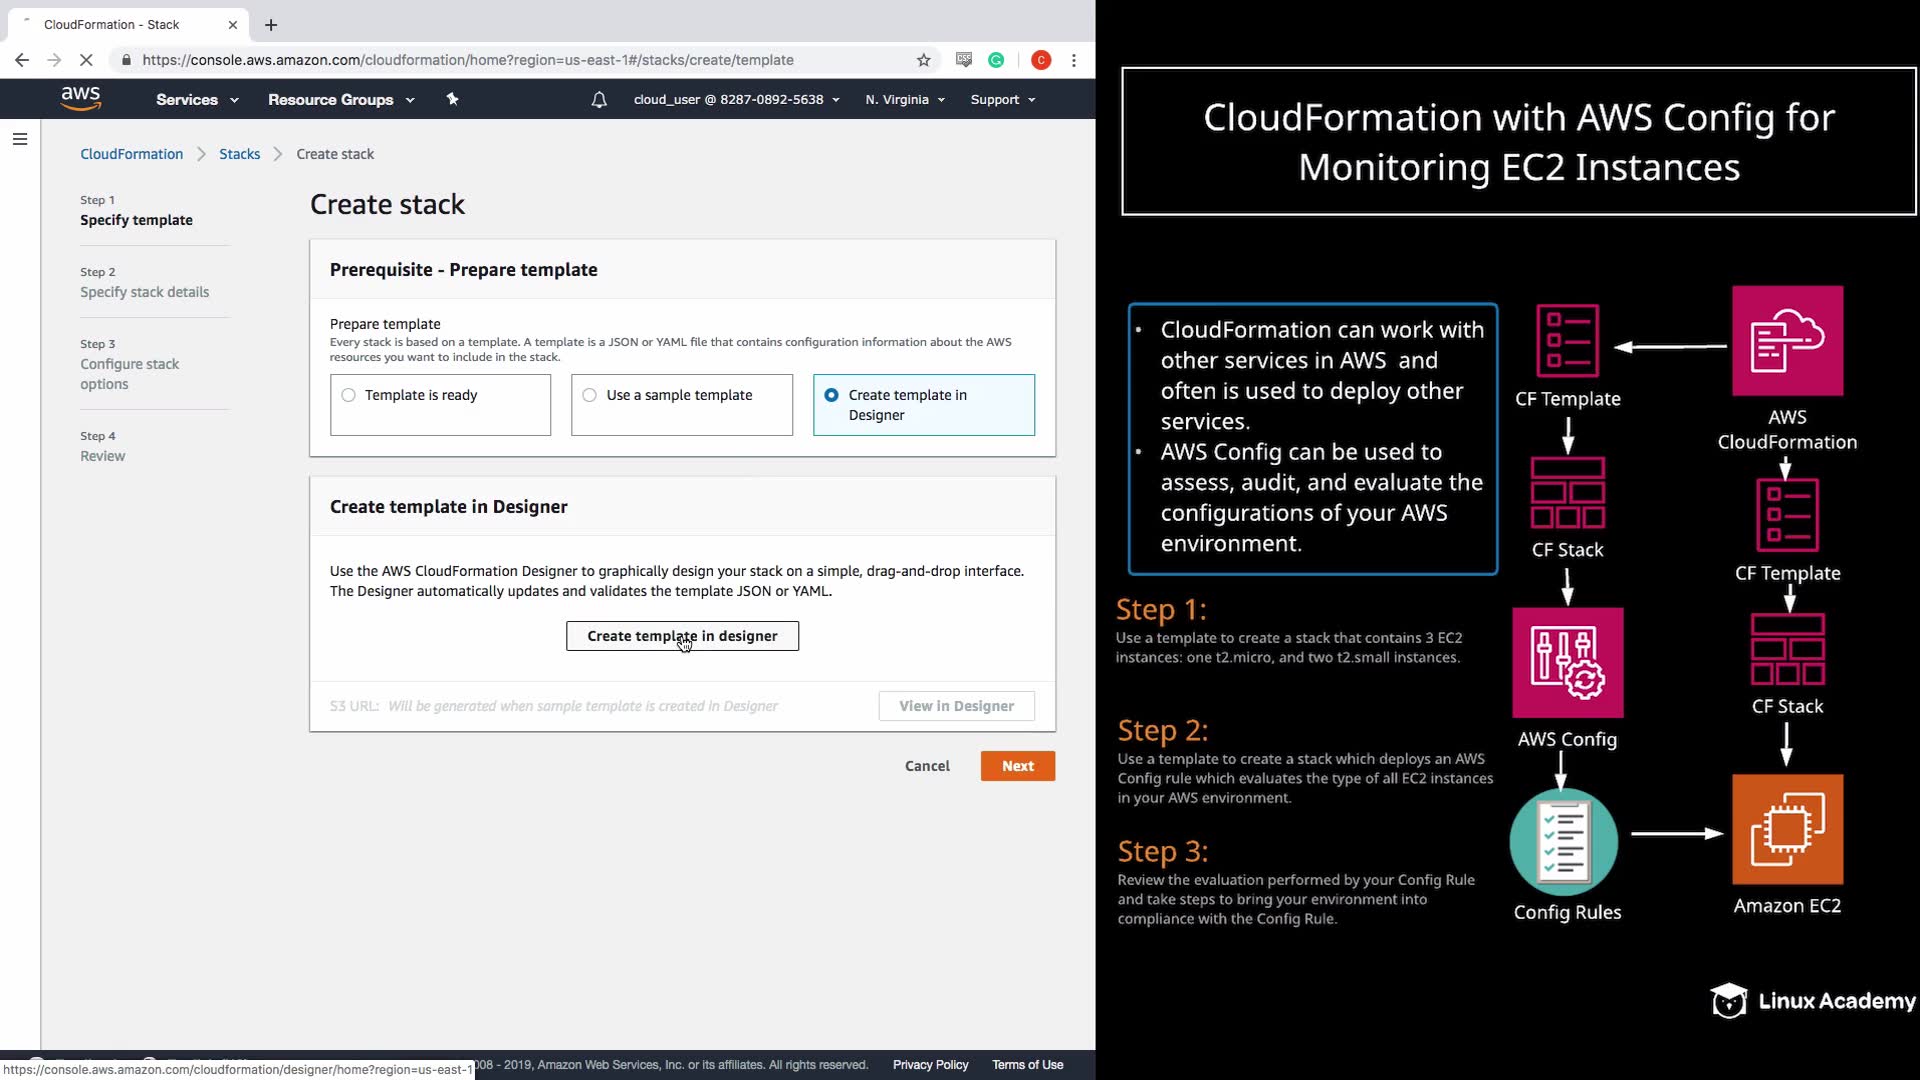 CloudFormation - Stack
https://console.aws.amazon.com/cloudformation/home?region=us-east-1#/stacks/create/template
C
aws
Services
Resource Groups
cloud_user @ 8287-0892-5638
N. Virginia
Support
CloudFormation
Stacks
Create stack
Step 1
Specify template
Step 2
Specify stack details
Step 3
Configure stack
options
Step 4
Review
Create stack
Prerequisite - Prepare template
Prepare template
Every stack is based on a template. A template is a JSON or YAML file that contains configuration information about the AWS
resources you want to include in the stack.
Template is ready
Use a sample template
Create template in
Designer
Create template in Designer
Use the AWS CloudFormation Designer to graphically design your stack on a simple, drag-and-drop interface.
The Designer automatically updates and validates the template JSON or YAML.
Create template in designer
S3 URL: Will be generated when sample template is created in Designer
View in Designer
Cancel
Next
008 - 2019, Amazon Web Services, Inc. or its affiliates. All rights reserved.
Privacy Policy
Terms of Use
https://console.aws.amazon.com/cloudformation/designer/home?region=us-east-1
CloudFormation with AWS Config for
Monitoring EC2 Instances
• CloudFormation can work with
other services in AWS and
often is used to deploy other
services.
• AWS Config can be used to
assess, audit, and evaluate the
configurations of your AWS
environment.
Step 1:
Use a template to create a stack that contains 3 EC2
instances: one t2.micro, and two t2.small instances.
Step 2:
Use a template to create a stack which deploys an AWS
Config rule which evaluates the type of all EC2 instances
in your AWS environment.
Step 3:
Review the evaluation performed by your Config Rule
and take steps to bring your environment into
compliance with the Config Rule.
CF Template
CF Stack
AWS Config
Config Rules
AWS
CloudFormation
CF Template
CF Stack
Amazon EC2
Linux Academy